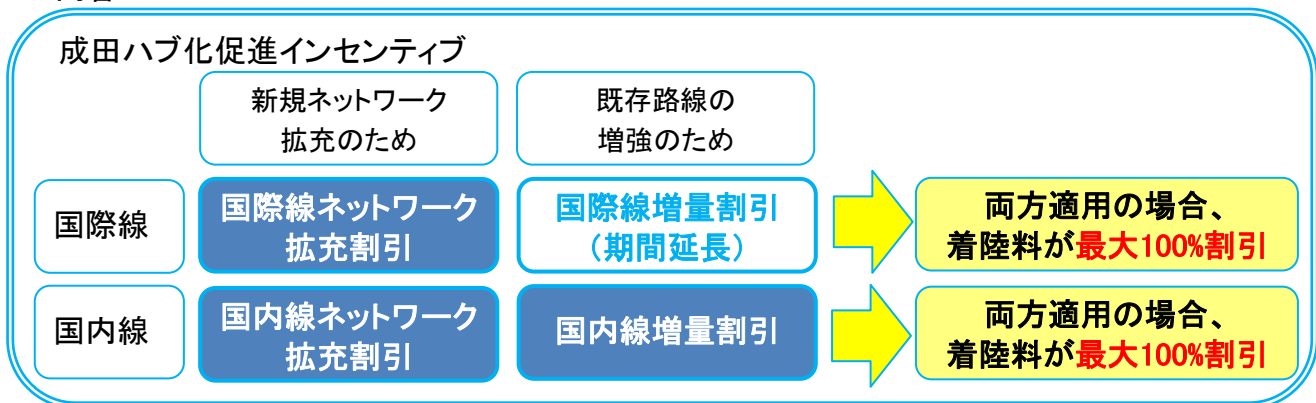 成田ハブ化促進インセンティブ
新規ネットワーク
拡充のため
既存路線の
増強のため
国際線
国際線ネットワーク
拡充割引
国際線増量割引
（期間延長）
両方適用の場合、
着陸料が最大100%割引
国内線
国内線ネットワーク
拡充割引
国内線増量割引
両方適用の場合、
着陸料が最大100%割引